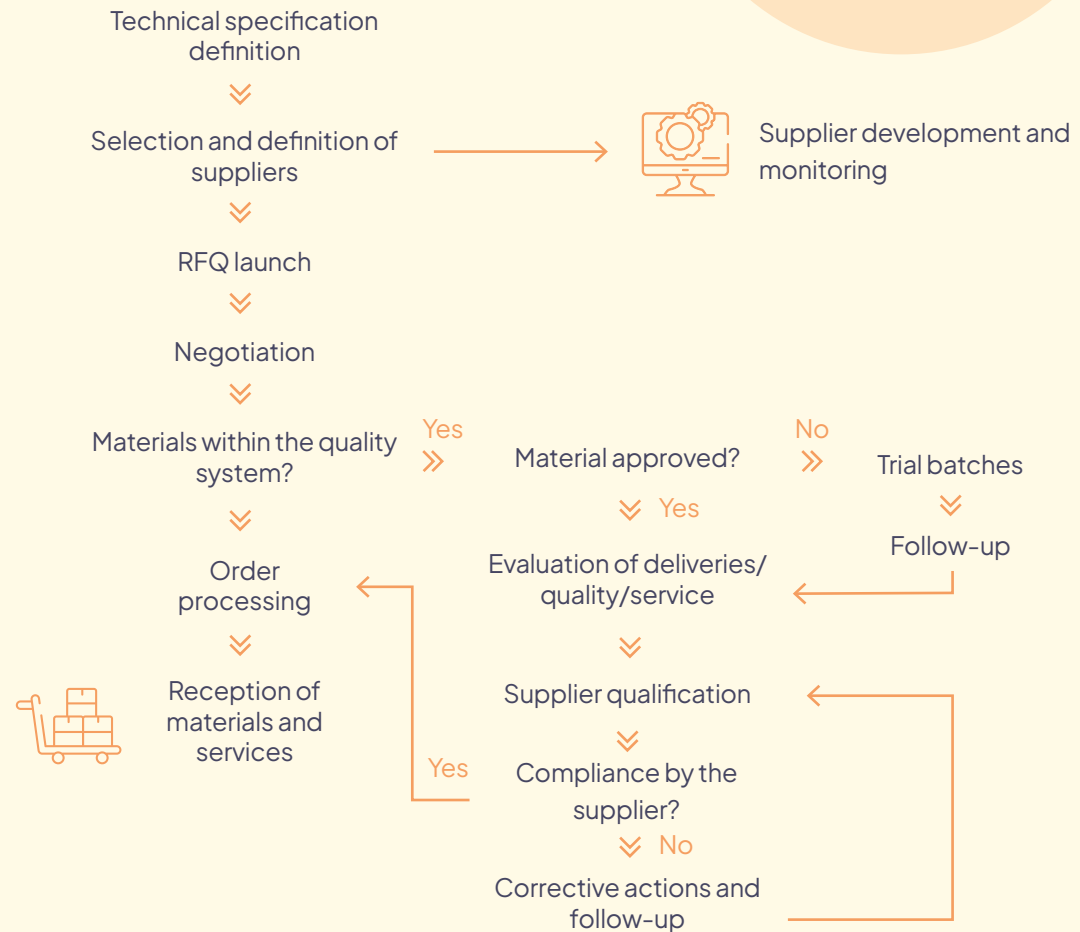 Technical specification
definition
Selection and definition of
suppliers
Supplier development and
monitoring
RFQ launch
Negotiation
Materials within the quality
system?
Yes
Material approved?
No
Trial batches
Yes
Follow-up
Evaluation of deliveries/
quality/service
Order
processing
Supplier qualification
Reception of
materials and
services
Yes
Compliance by the
supplier?
No
Corrective actions and
follow-up